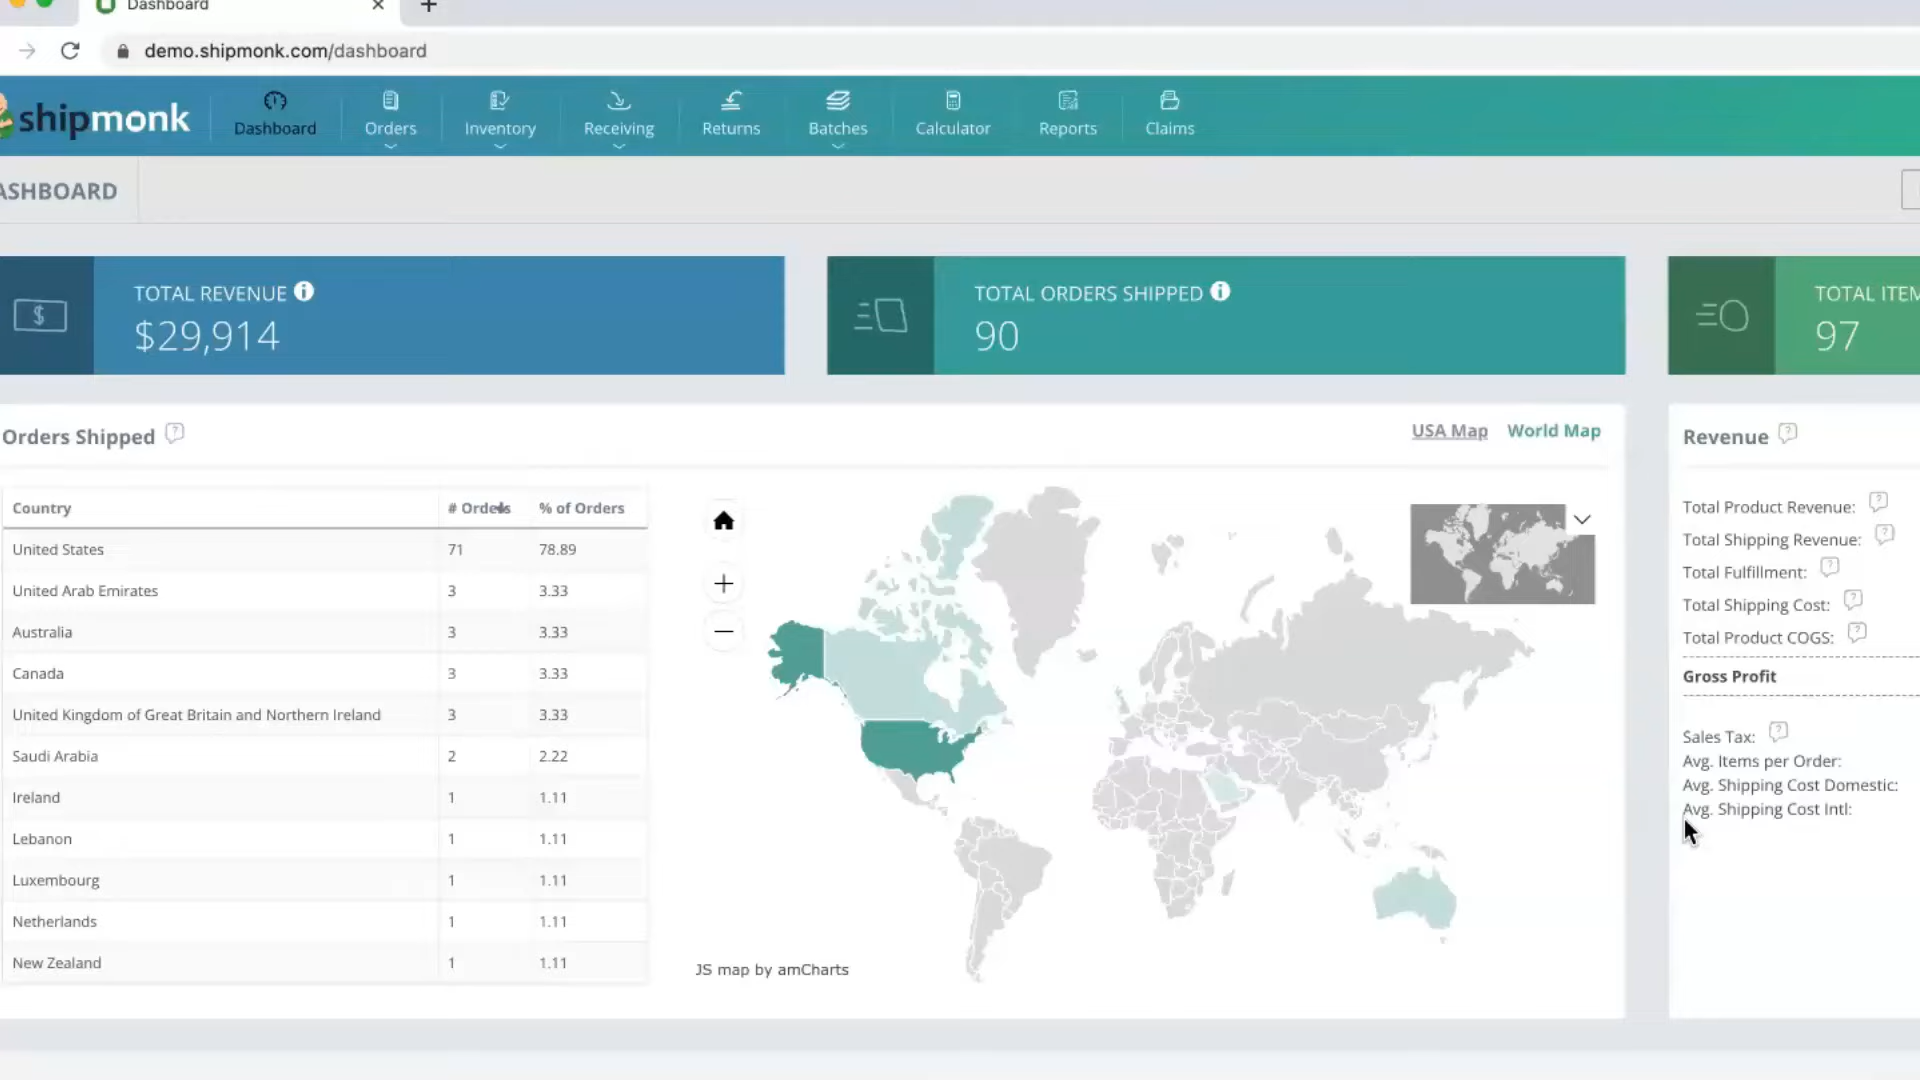 Dashboard
demo.shipmonk.com/dashboard
shipmonk
Dashboard
Orders
Inventory
Receiving
Returns
Batches
Calculator
Reports
Claims
ASHBOARD
TOTAL REVENUE
$29,914
TOTAL ORDERS SHIPPED
90
TOTAL ITEM
97
Orders Shipped
USA Map World Map
Country # Orders % of Orders
United States 71 78.89
United Arab Emirates 3 3.33
Australia 3 3.33
Canada 3 3.33
United Kingdom of Great Britain and Northern Ireland 3 3.33
Saudi Arabia 2 2.22
Ireland 1 1.11
Lebanon 1 1.11
Luxembourg 1 1.11
Netherlands 1 1.11
New Zealand 1 1.11
JS map by amCharts
Revenue
Total Product Revenue:
Total Shipping Revenue:
Total Fulfillment:
Total Shipping Cost:
Total Product COGS:
Gross Profit
Sales Tax:
Avg. Items per Order:
Avg. Shipping Cost Domestic:
Avg. Shipping Cost Intl: